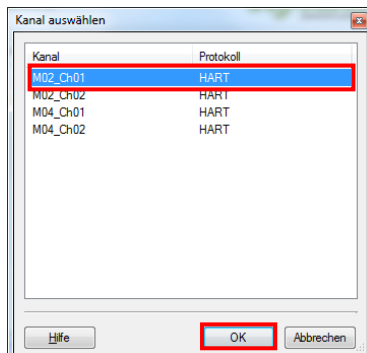 Kanal auswählen
Kanal Protokoll
M02_Ch01 HART
M02_Ch02 HART
M04_Ch01 HART
M04_Ch02 HART
Hilfe OK Abbrechen